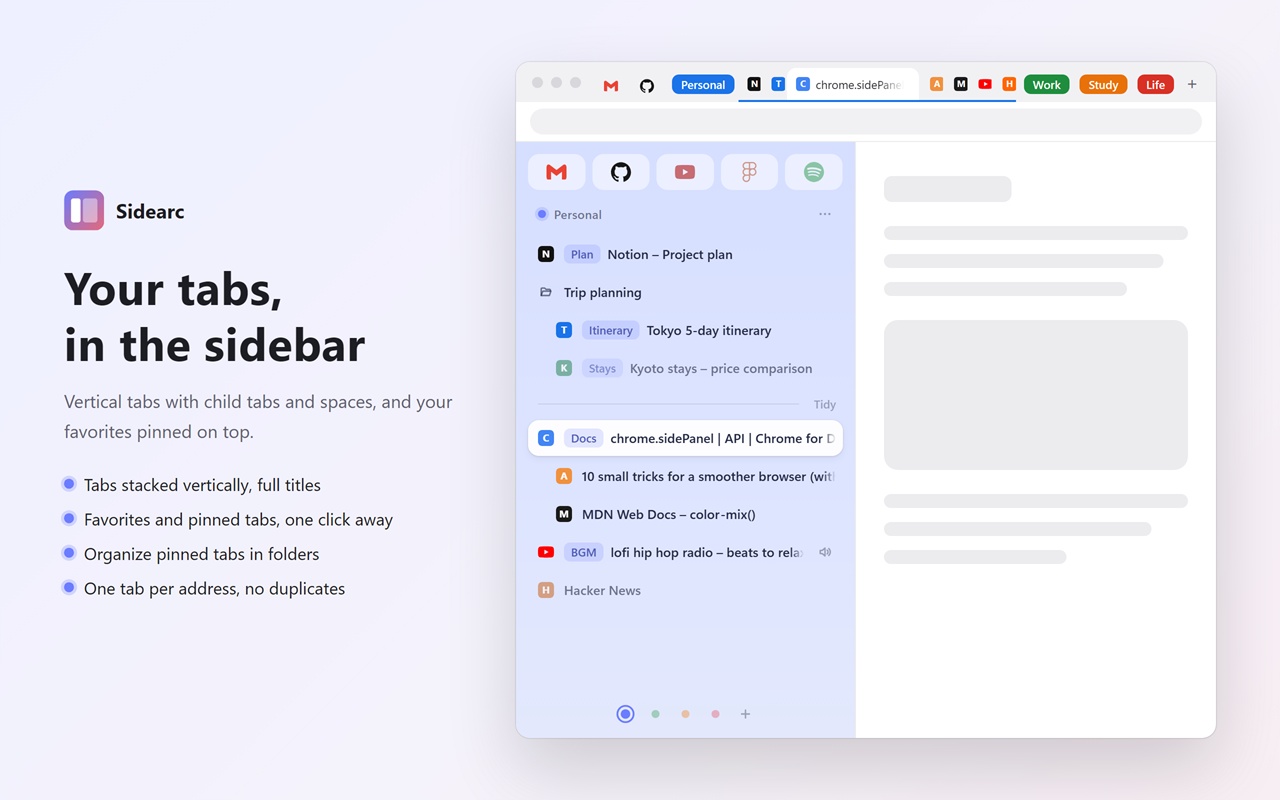 Sidearc
Your tabs,
in the sidebar
Vertical tabs with child tabs and spaces, and your
favorites pinned on top.
Tabs stacked vertically, full titles
Favorites and pinned tabs, one click away
Organize pinned tabs in folders
One tab per address, no duplicates
Personal N T C chrome.sidePane A M H Work Study Life +
Personal ...
N Plan Notion – Project plan
Trip planning
T Itinerary Tokyo 5-day itinerary
K Stays Kyoto stays – price comparison
Tidy
C Docs chrome.sidePanel | API | Chrome for D
A 10 small tricks for a smoother browser (with
M MDN Web Docs – color-mix()
BGM lofi hip hop radio – beats to rela
H Hacker News
+